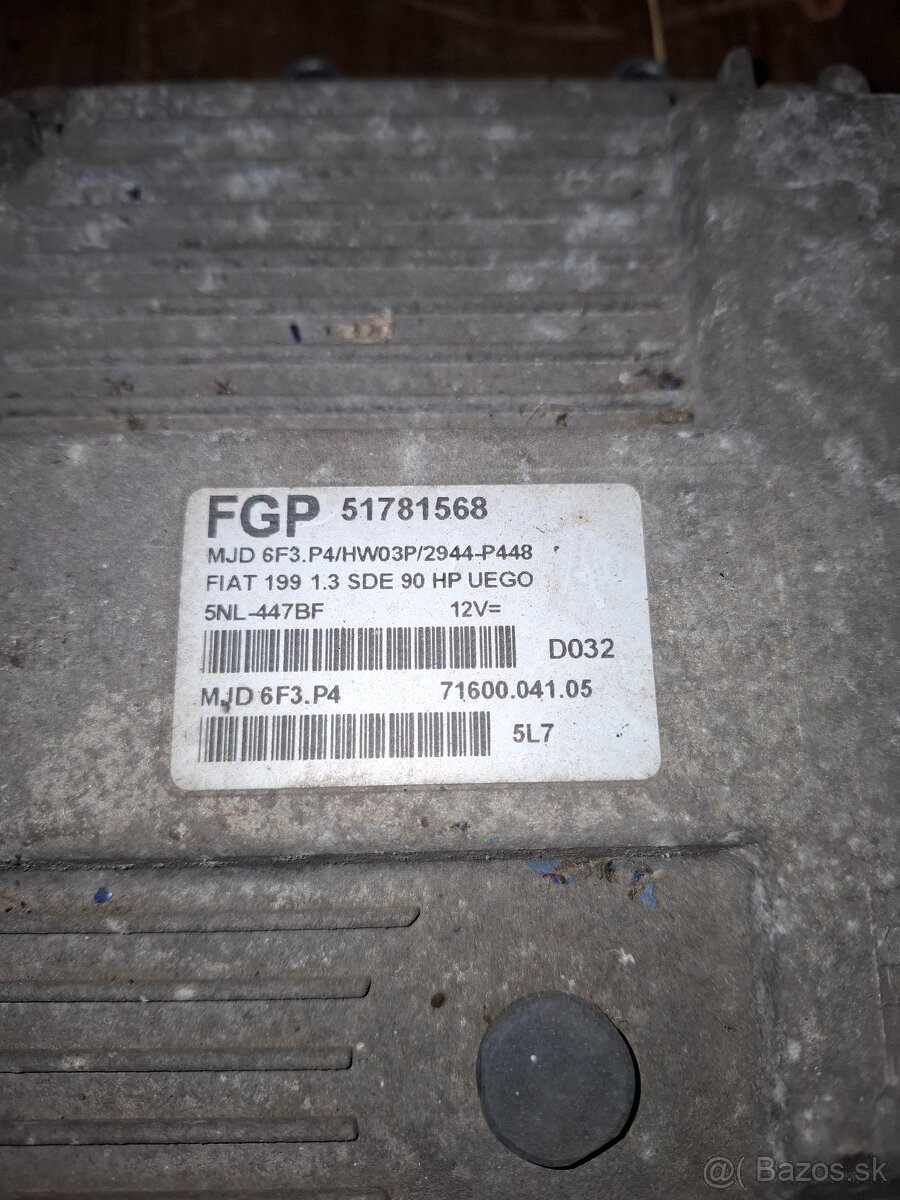 FGP 51781568
MJD 6F3.P4/HW03P/2944-P448
FIAT 199 1.3 SDE 90 HP UEGO
5NL-447BF 12V=
D032
MJD 6F3.P4 71600.041.05
5L7
@( Bazos.sk